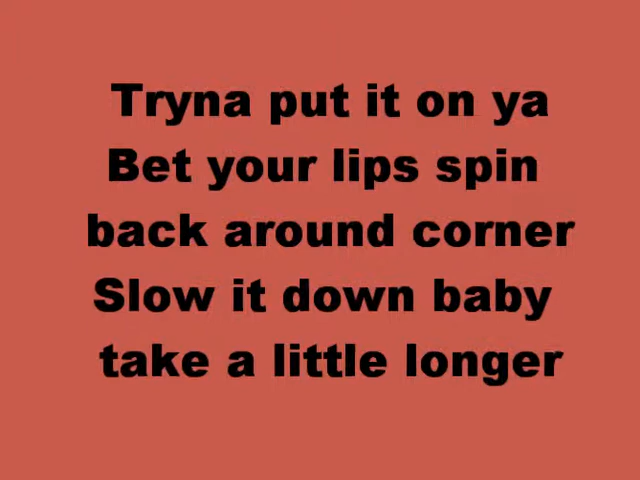 Tryna put it on ya
Bet your lips spin
back around corner
Slow it down baby
take a little longer